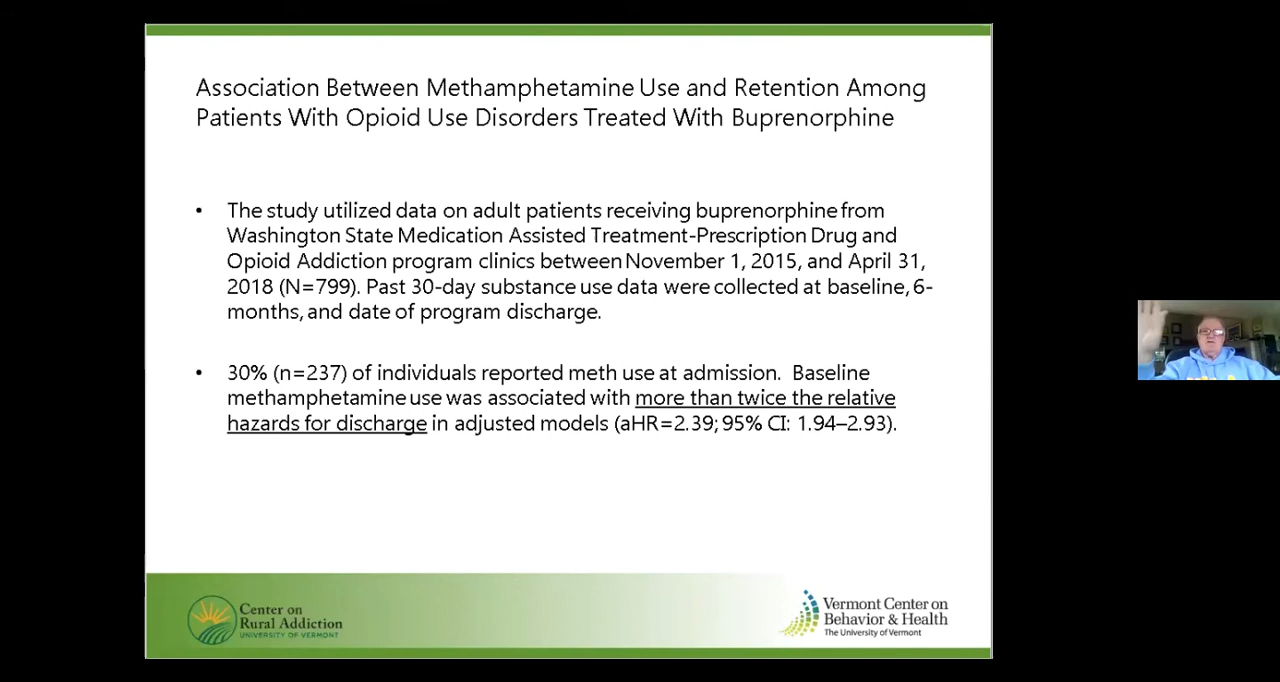 Association Between Methamphetamine Use and Retention Among
Patients With Opioid Use Disorders Treated With Buprenorphine
• The study utilized data on adult patients receiving buprenorphine from
Washington State Medication Assisted Treatment-Prescription Drug and
Opioid Addiction program clinics between November 1, 2015, and April 31,
2018 (N=799). Past 30-day substance use data were collected at baseline, 6-
months, and date of program discharge.
• 30% (n=237) of individuals reported meth use at admission. Baseline
methamphetamine use was associated with more than twice the relative
hazards for discharge in adjusted models (aHR=2.39; 95% CI: 1.94–2.93).
Center on
Rural Addiction
UNIVERSITY OF VERMONT
Vermont Center on
Behavior & Health
The University of Vermont